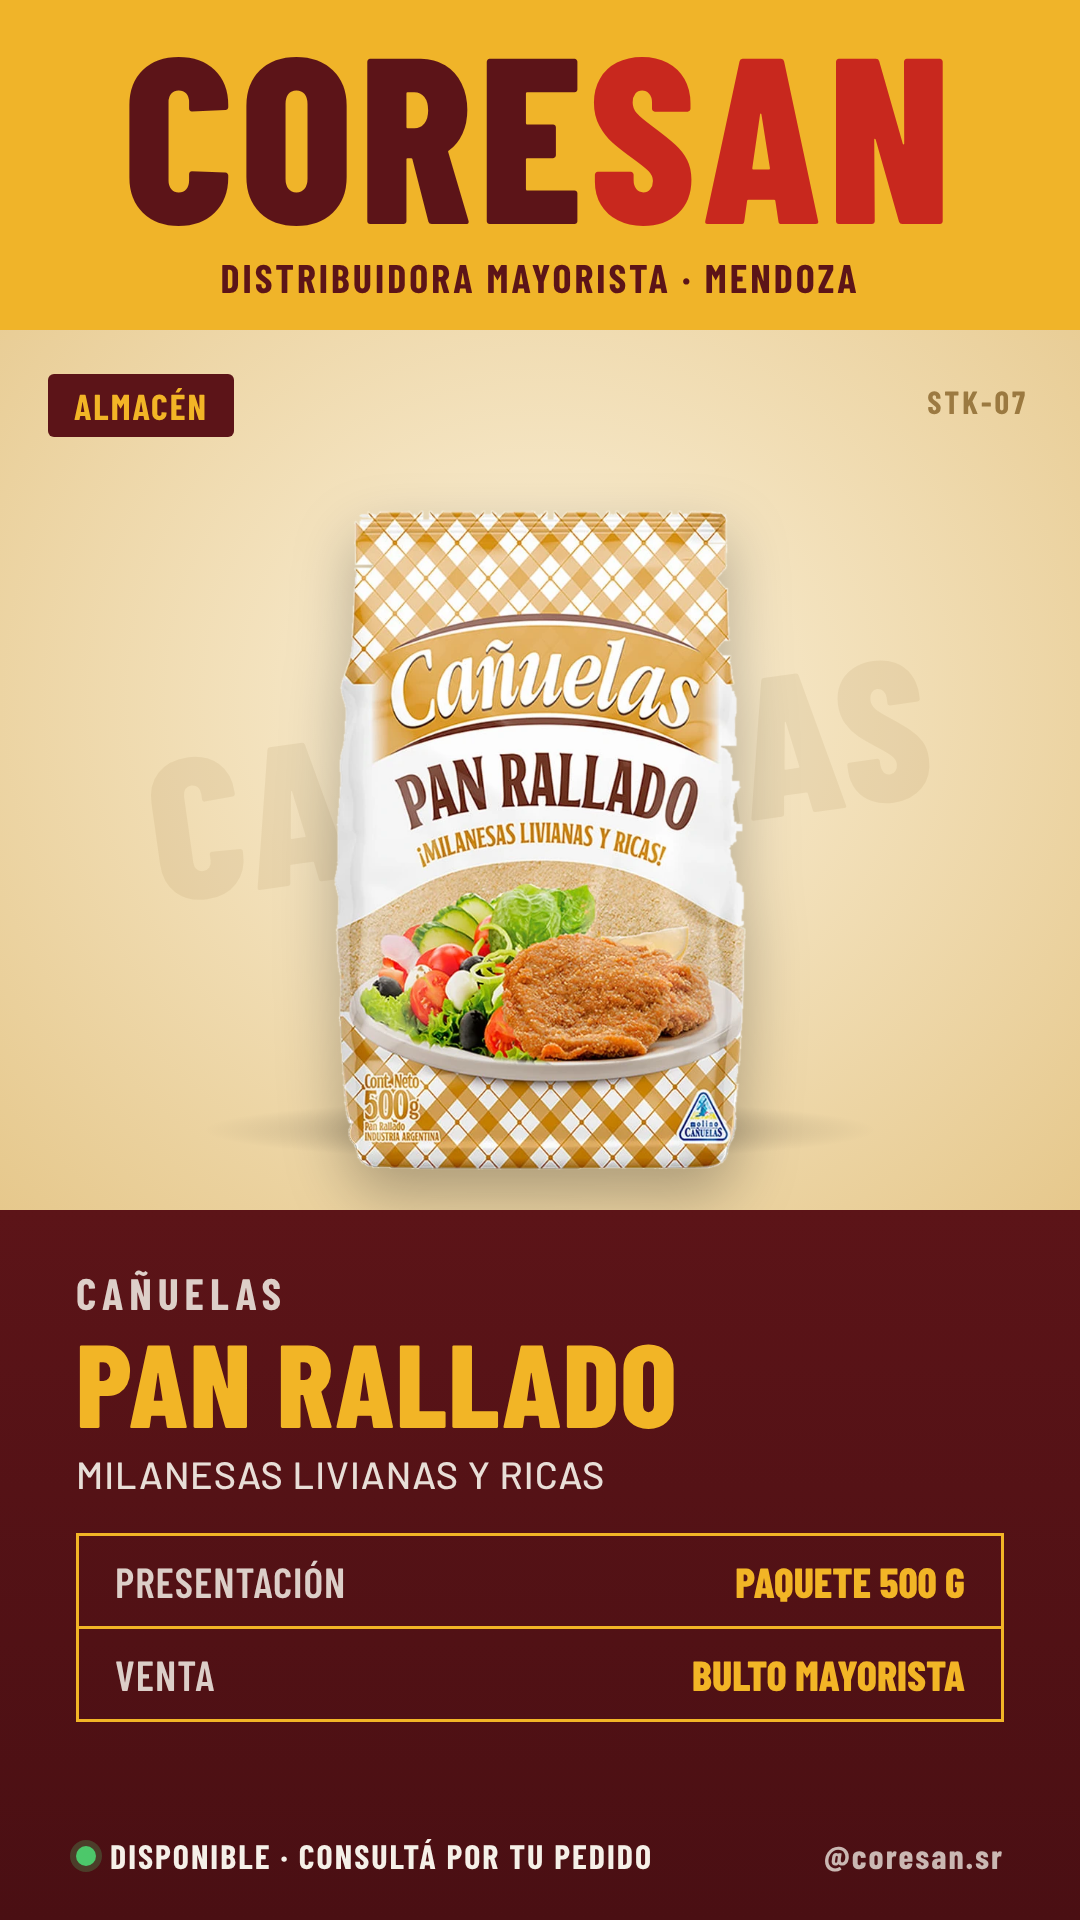 CORESAN
DISTRIBUIDORA MAYORISTA · MENDOZA
ALMACÉN
STK-07
Cañuelas
PAN RALLADO
¡MILANESAS LIVIANAS Y RICAS!
Cont. Neto
500g
Pan Rallado
INDUSTRIA ARGENTINA
molino
CAÑUELAS
CAÑUELAS
PAN RALLADO
MILANESAS LIVIANAS Y RICAS
PRESENTACIÓN PAQUETE 500 G
VENTA BULTO MAYORISTA
DISPONIBLE · CONSULTÁ POR TU PEDIDO @coresan.sr